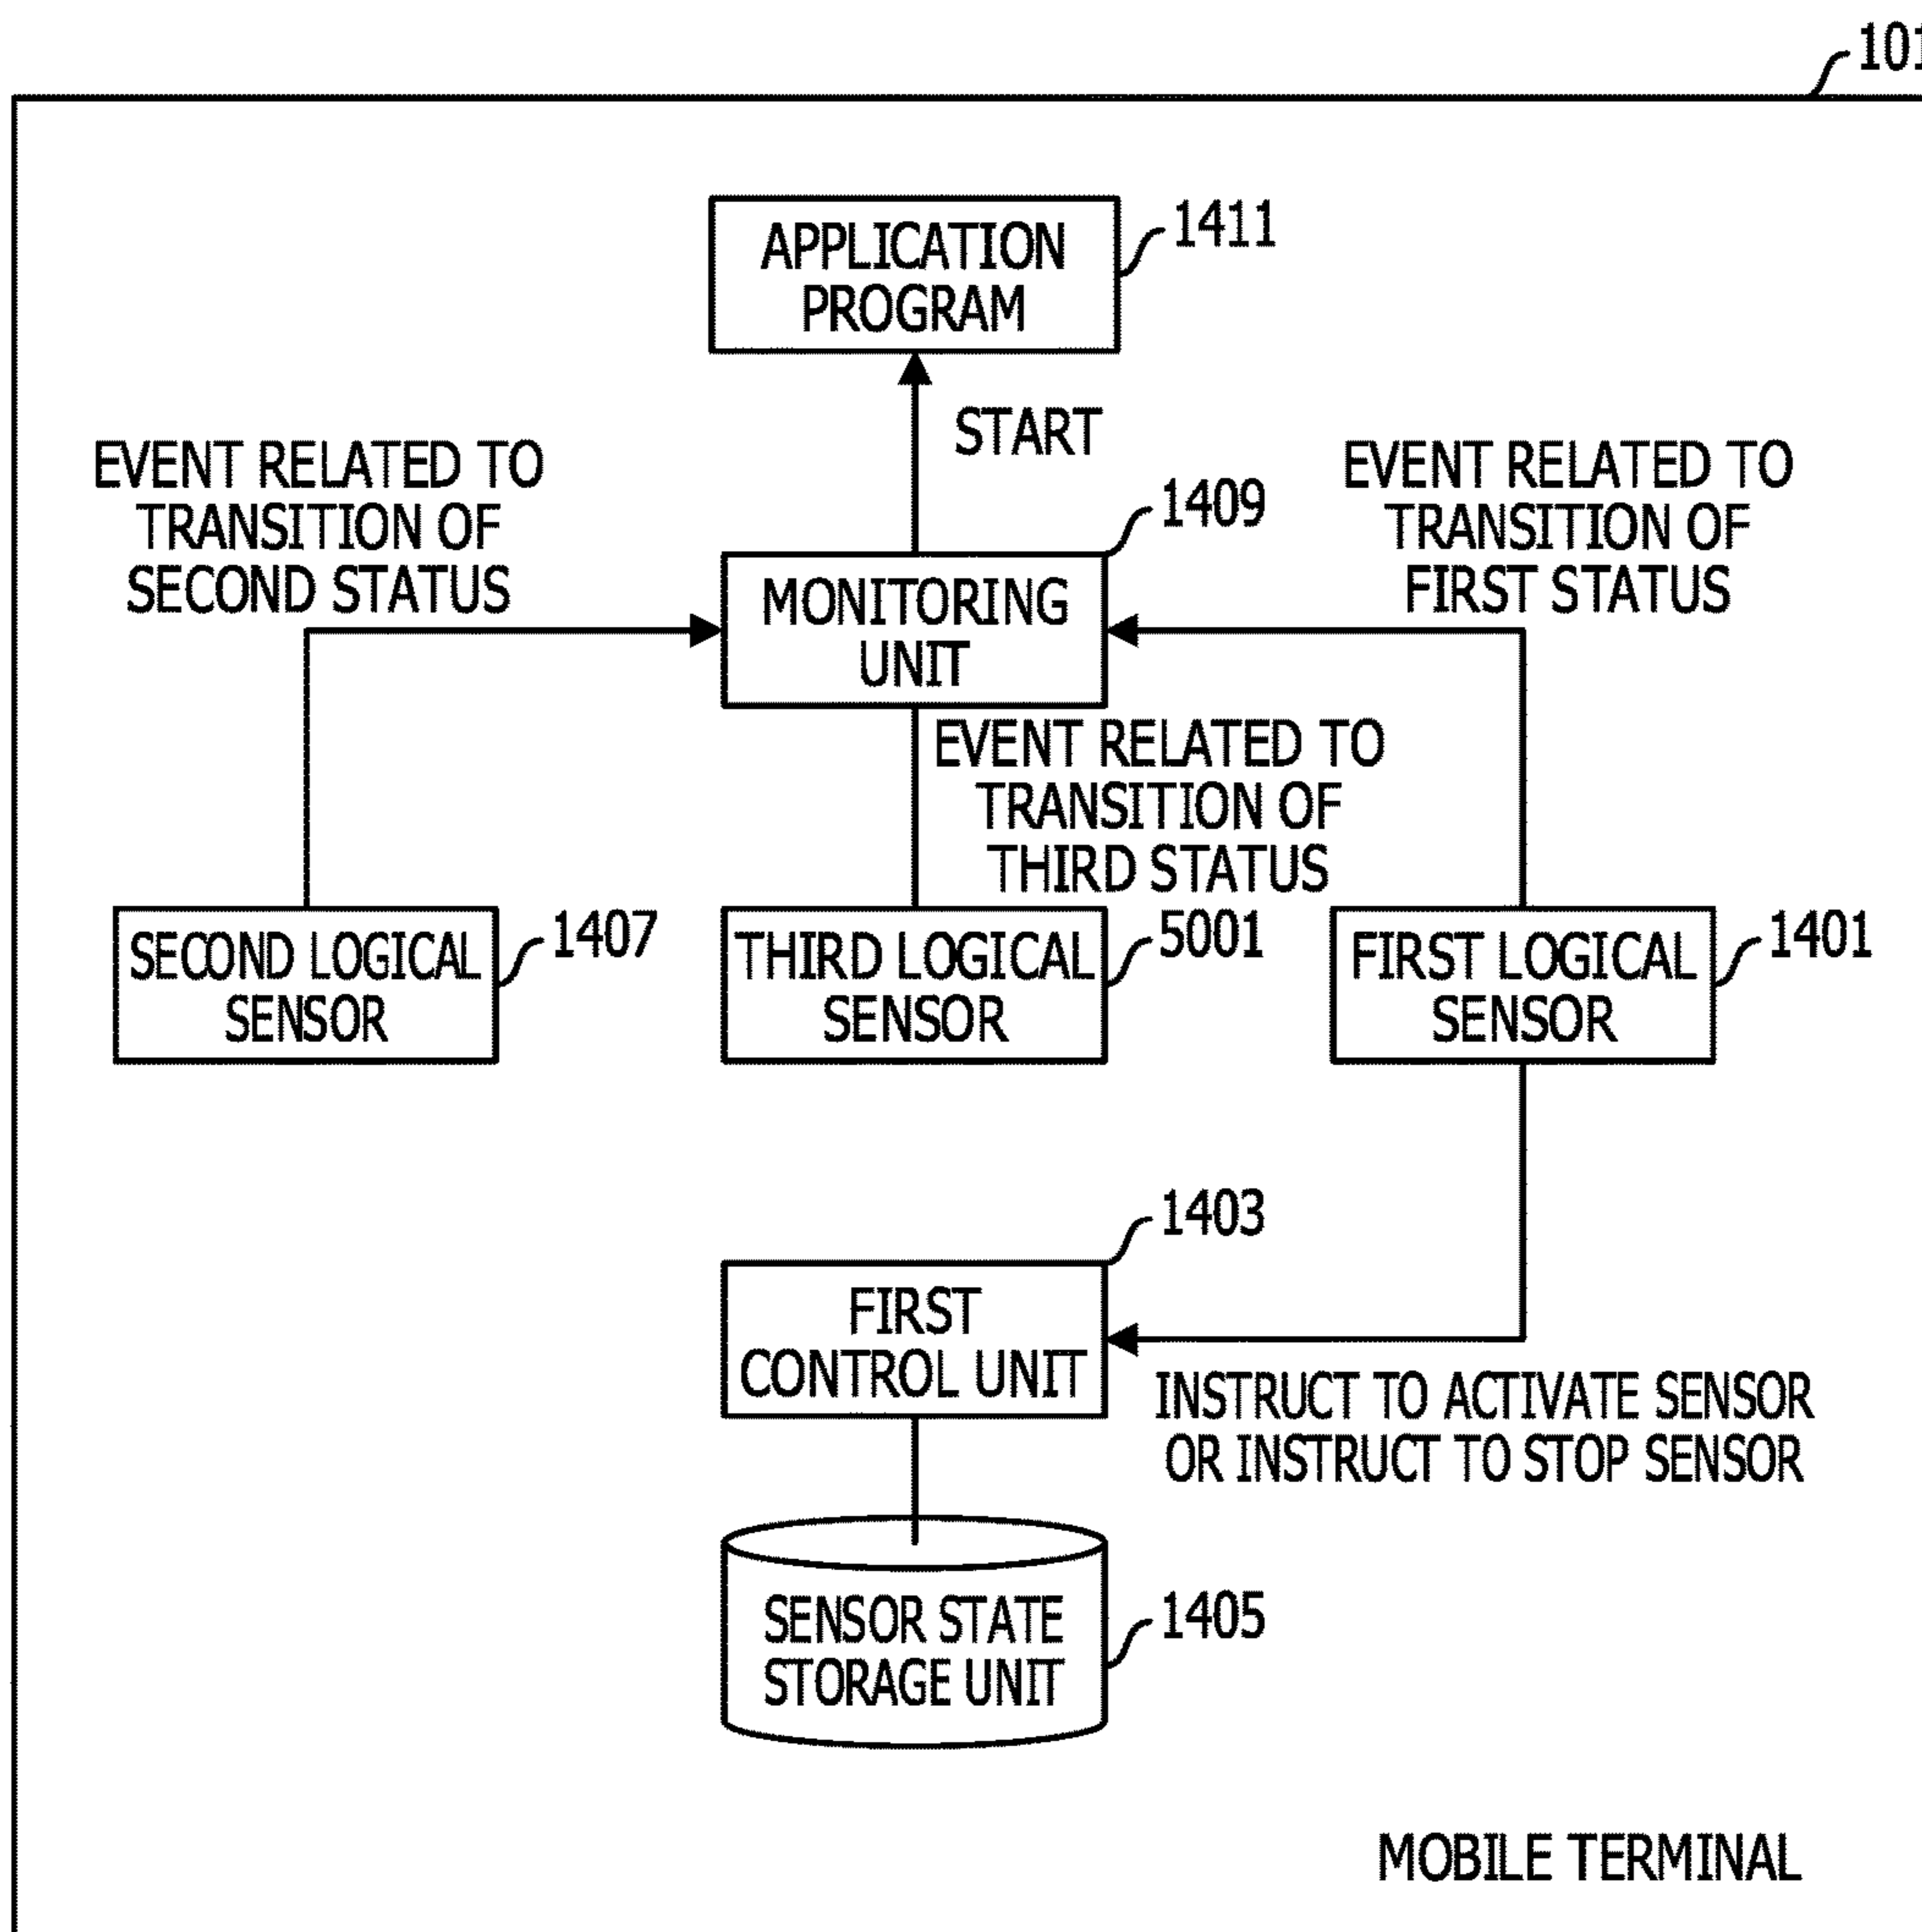 101
APPLICATION
PROGRAM
1411
START
EVENT RELATED TO
TRANSITION OF
SECOND STATUS
1409
EVENT RELATED TO
TRANSITION OF
FIRST STATUS
MONITORING
UNIT
EVENT RELATED TO
TRANSITION OF
THIRD STATUS
SECOND LOGICAL
SENSOR
1407
THIRD LOGICAL
SENSOR
5001
FIRST LOGICAL
SENSOR
1401
1403
FIRST
CONTROL UNIT
INSTRUCT TO ACTIVATE SENSOR
OR INSTRUCT TO STOP SENSOR
SENSOR STATE
STORAGE UNIT
1405
MOBILE TERMINAL